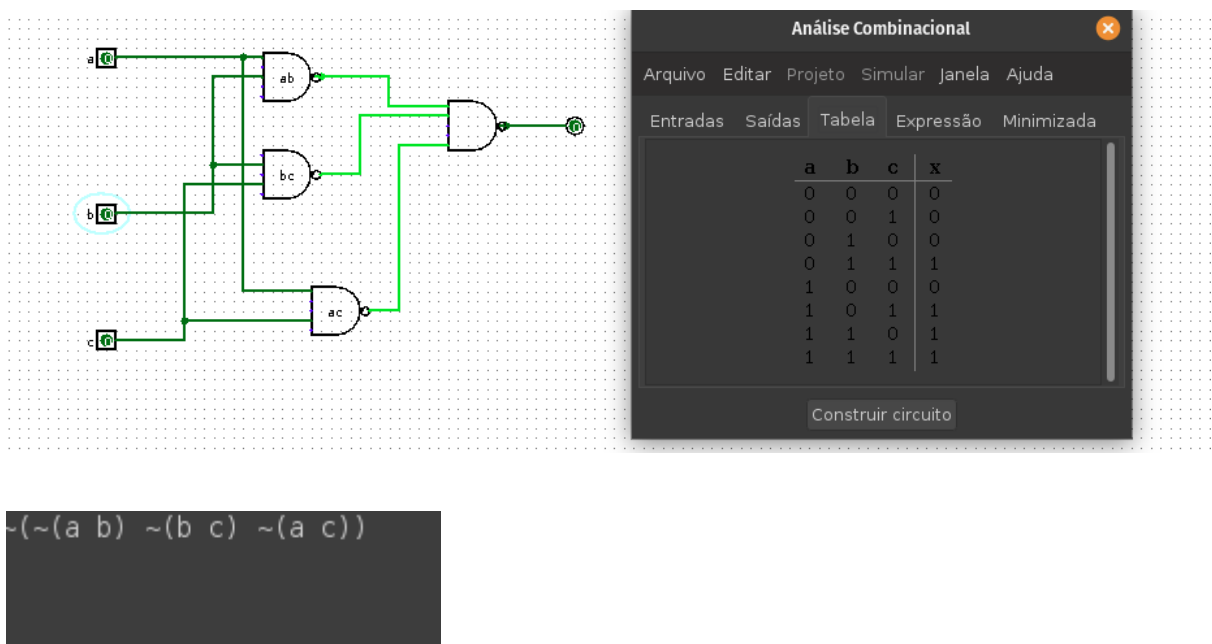 a
ab
bc
b
ac
c
Análise Combinacional
Arquivo Editar Projeto Simular Janela Ajuda
Entradas Saídas Tabela Expressão Minimizada
a b c x
0 0 0 0
0 0 1 0
0 1 0 0
0 1 1 1
1 0 0 0
1 0 1 1
1 1 0 1
1 1 1 1
Construir circuito
~(~(a b) ~(b c) ~(a c))